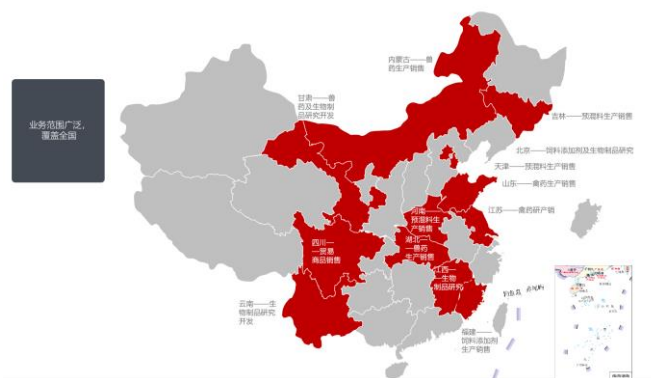 内蒙古——兽
药生产销售
甘肃——兽
药及生物制
品研究开发
业务范围广泛，
覆盖全国
吉林——预混料生产销售
北京——饲料添加剂及生物制品研究
天津——预混料生产销售
山东——禽药生产销售
江苏——禽药研产销
河南—
预混料生
产销售
四川—
—贸易
商品销售
湖北—
—兽药
生产销售
江西—
—生物
制品研究
云南——生
物制品研究
开发
福建——
饲料添加剂
生产销售